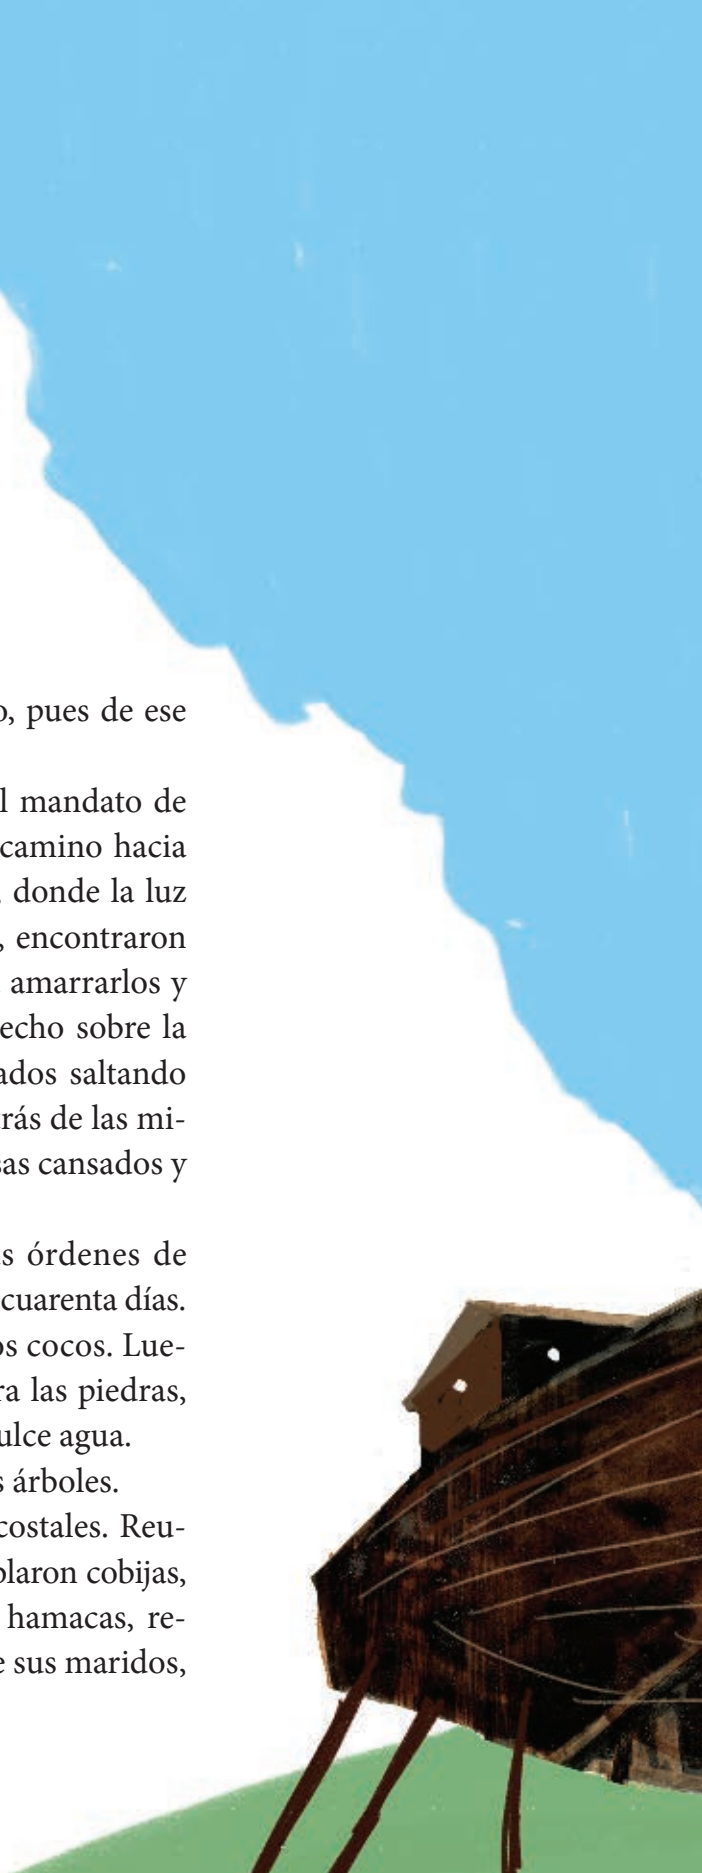 o, pues de ese
l mandato de
camino hacia
, donde la luz
, encontraron
amarrarlos y
echo sobre la
ados saltando
rás de las mi-
sas cansados y
s órdenes de
cuarenta días.
os cocos. Lue-
ra las piedras,
ulce agua.
s árboles.
costales. Reu-
blaron cobijas,
hamacas, re-
e sus maridos,